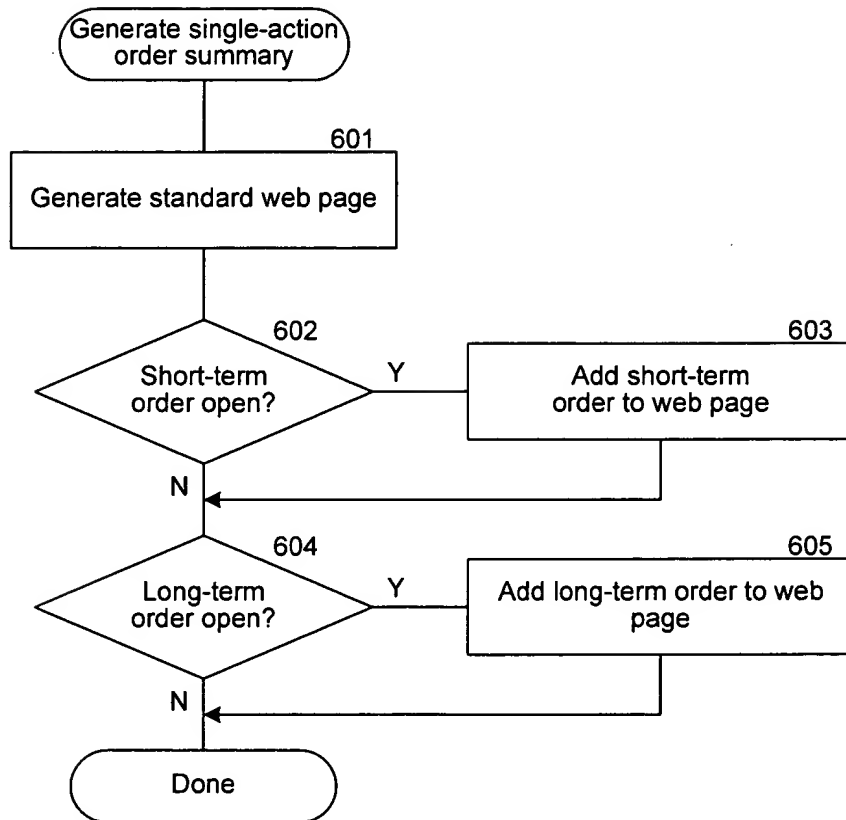 Generate single-action
order summary
601
Generate standard web page
602
Short-term
order open?
Y
603
Add short-term
order to web page
N
604
Long-term
order open?
Y
605
Add long-term order to web
page
N
Done